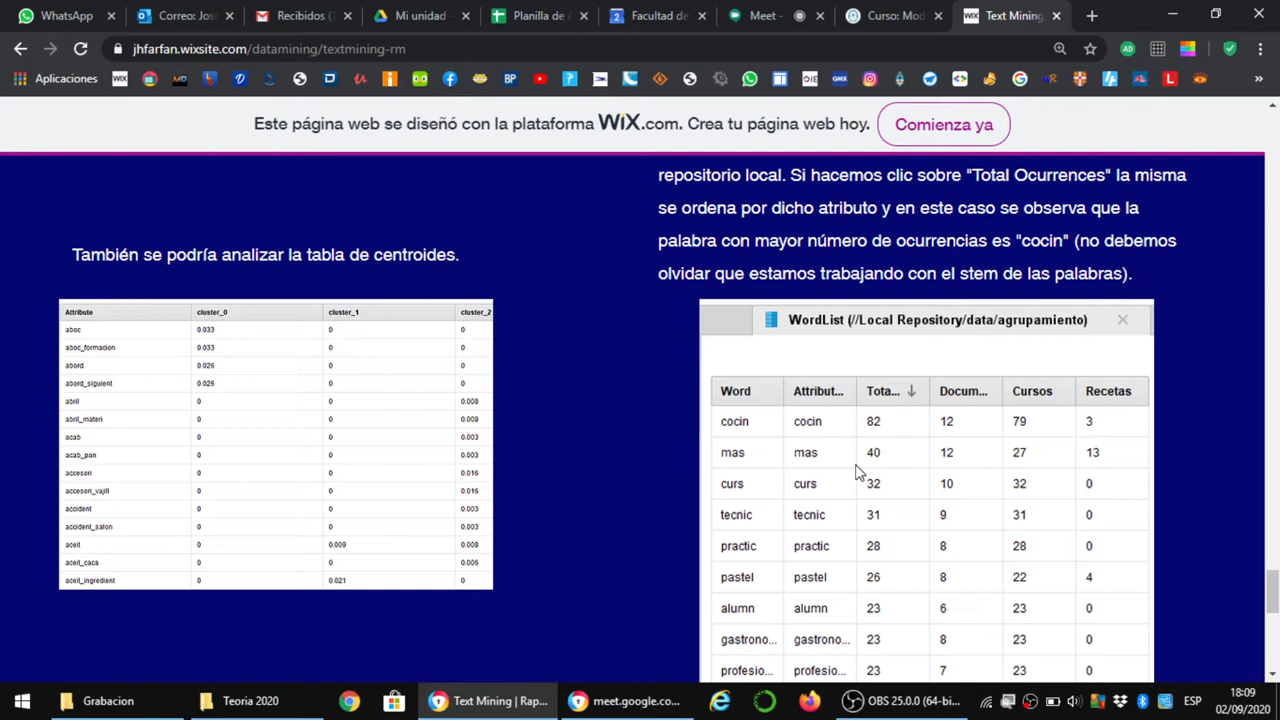 WhatsApp
Correo: Jos
Recibidos (
Mi unidad -
Planilla de A
Facultad de
Meet -
Curso: Mod
Text Mining
jhfarfan.wixsite.com/datamining/textmining-rm
Aplicaciones
Este página web se diseñó con la plataforma WiX.com. Crea tu página web hoy.
Comienza ya
repositorio local. Si hacemos clic sobre "Total Ocurrences" la misma
se ordena por dicho atributo y en este caso se observa que la
palabra con mayor número de ocurrencias es "cocin" (no debemos
olvidar que estamos trabajando con el stem de las palabras).
También se podría analizar la tabla de centroides.
Attribute cluster_0 cluster_1 cluster_2
aboc 0.033 0 0
aboc_formacion 0.033 0 0
abord 0.026 0 0
abord_siguient 0.026 0 0
abril 0 0 0.008
abril_materi 0 0 0.008
acab 0 0 0.003
acab_pan 0 0 0.003
accesori 0 0 0.016
accesori_vajill 0 0 0.016
accident 0 0 0.003
accident_salon 0 0 0.003
aceit 0 0.009 0.008
aceit_caca 0 0 0.006
aceit_ingredient 0 0.021 0
WordList (//Local Repository/data/agrupamiento)
Word Attribut... Tota... Docum... Cursos Recetas
cocin cocin 82 12 79 3
mas mas 40 12 27 13
curs curs 32 10 32 0
tecnic tecnic 31 9 31 0
practic practic 28 8 28 0
pastel pastel 26 8 22 4
alumn alumn 23 6 23 0
gastrono... gastrono... 23 8 23 0
profesio... profesio... 23 7 23 0
Grabacion
Teoria 2020
Text Mining | Rap...
meet.google.co...
OBS 25.0.0 (64-bi...
ESP
18:09
02/09/2020